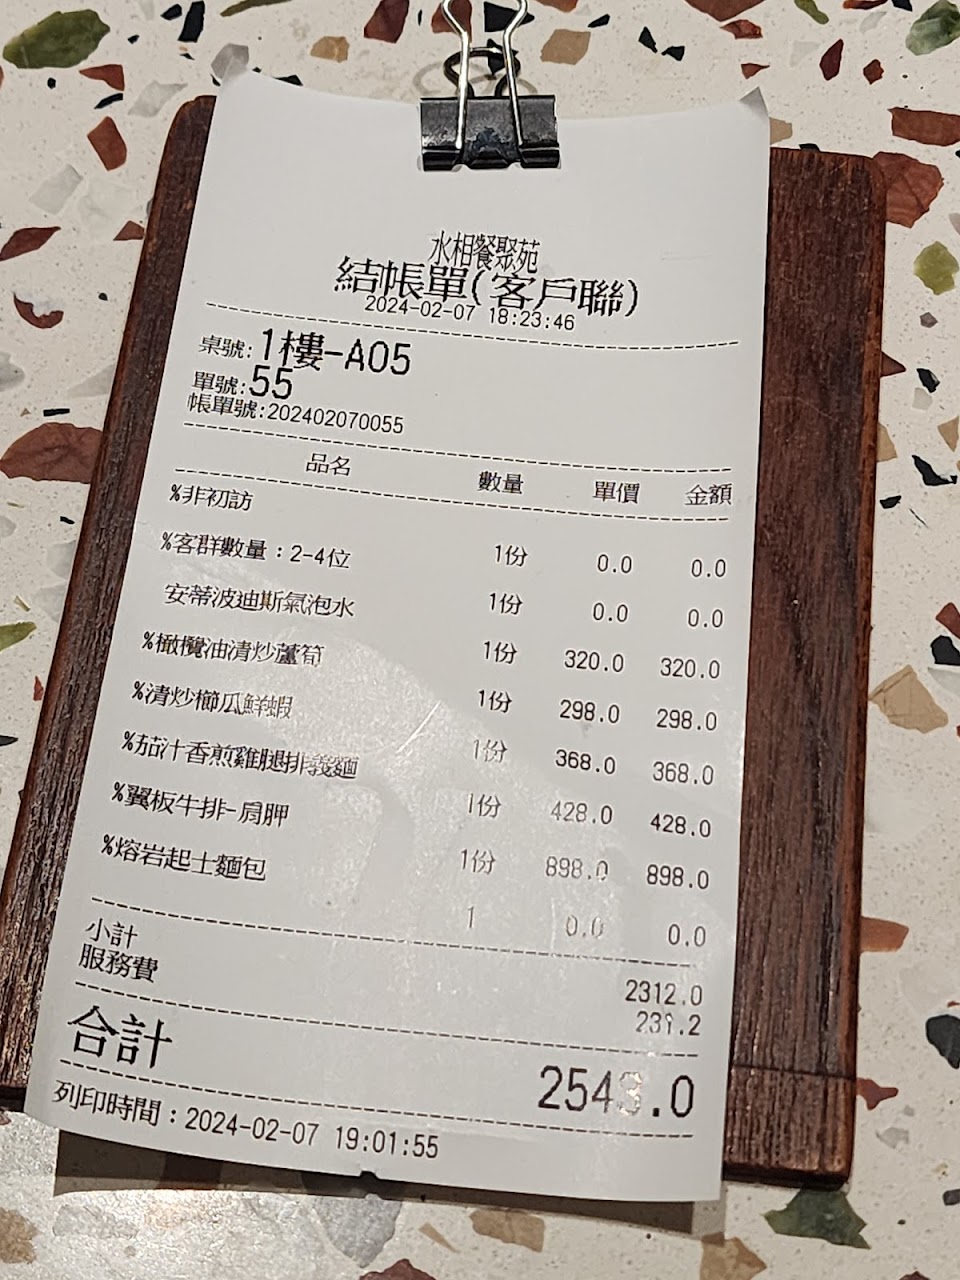 水相餐聚苑
結帳單(客戶聯)
2024-02-07 18:23:46
桌號:1樓-A05
單號:55
帳單號:202402070055
品名 數量 單價 金額
%非初訪 1份 0.0 0.0
%客群數量：2-4位 1份 0.0 0.0
安蒂波迪斯氣泡水 1份 320.0 320.0
%橄欖油清炒蘆筍 1份 298.0 298.0
%清炒櫛瓜鮮蝦 1份 368.0 368.0
%茄汁香煎雞腿排義麵 1份 428.0 428.0
%翼板牛排-肩胛 1份 898.0 898.0
%熔岩起士麵包 1 0.0 0.0
小計 2312.0
服務費 231.2
合計 2543.0
列印時間：2024-02-07 19:01:55